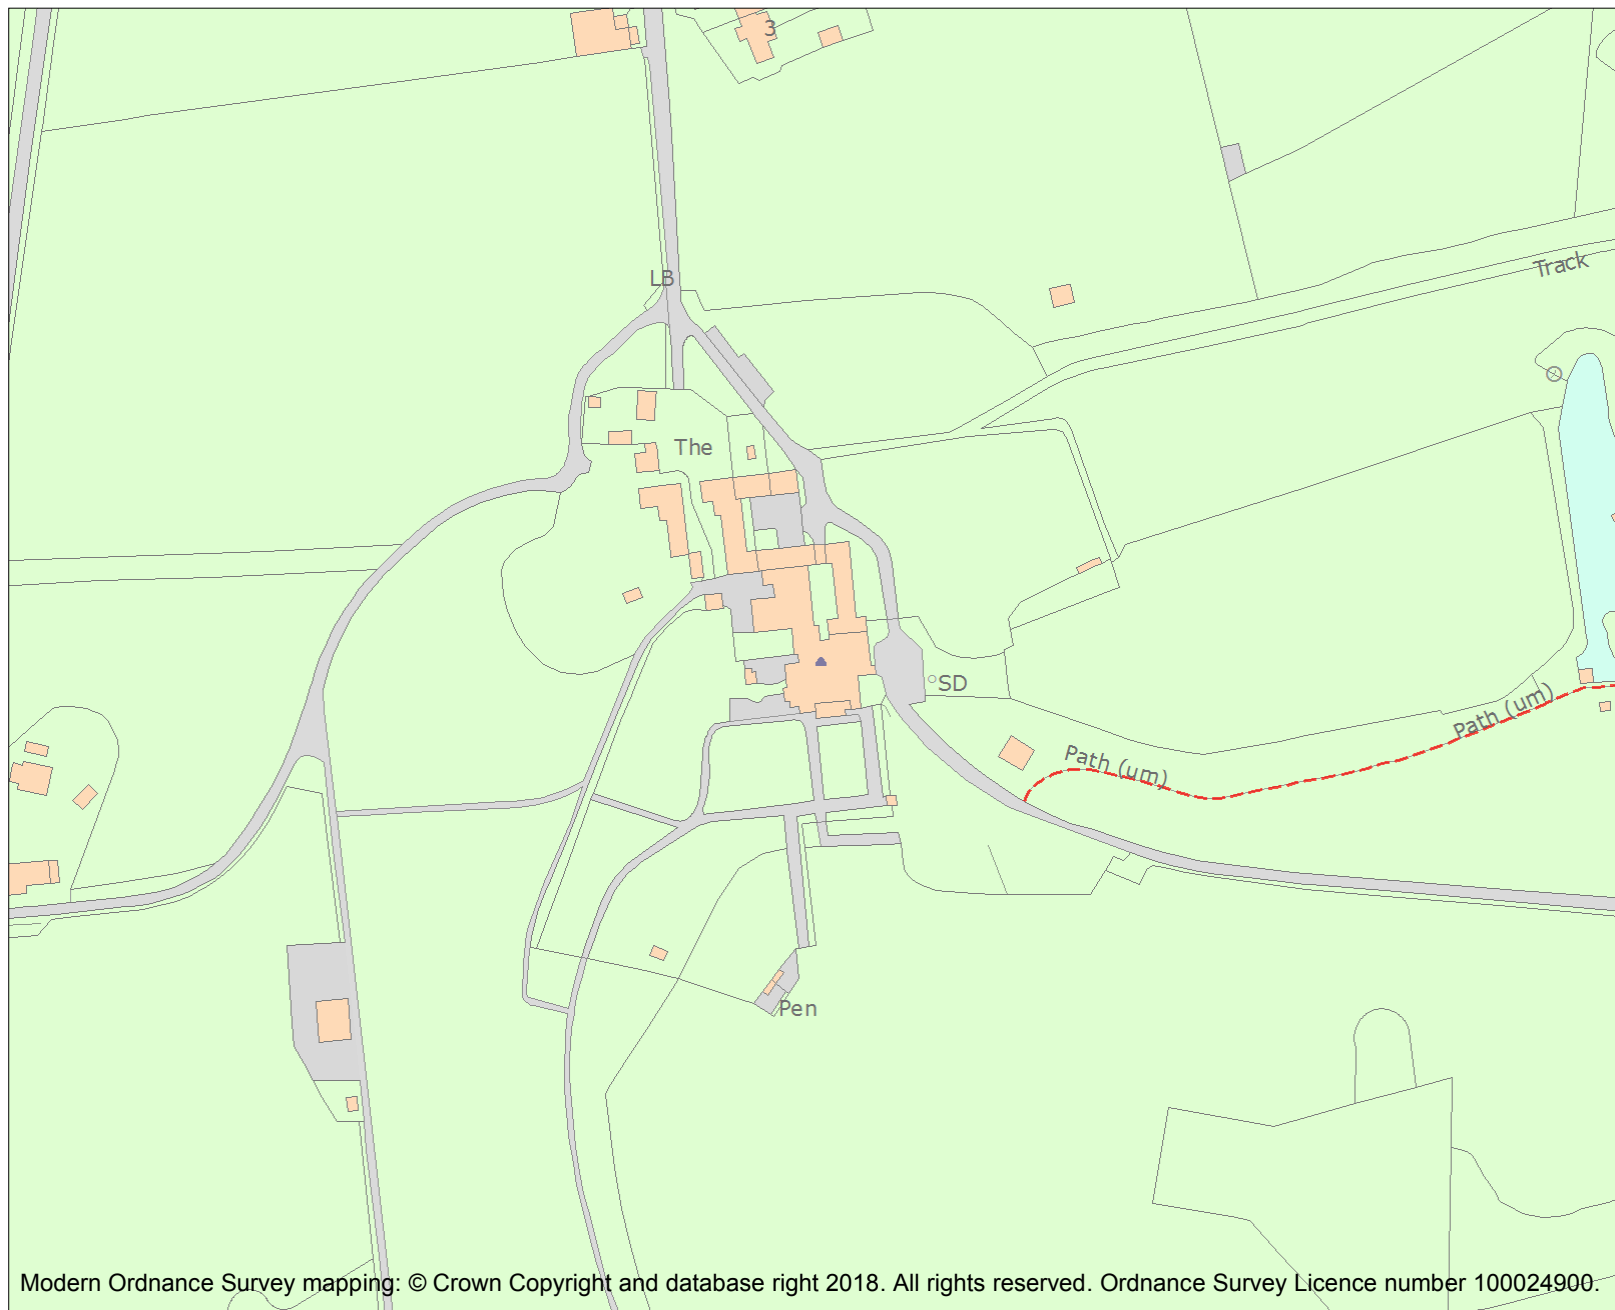 3
LB
Track
The
SD
Path (um)
Path (um)
Pen
Modern Ordnance Survey mapping: © Crown Copyright and database right 2018. All rights reserved. Ordnance Survey Licence number 100024900.